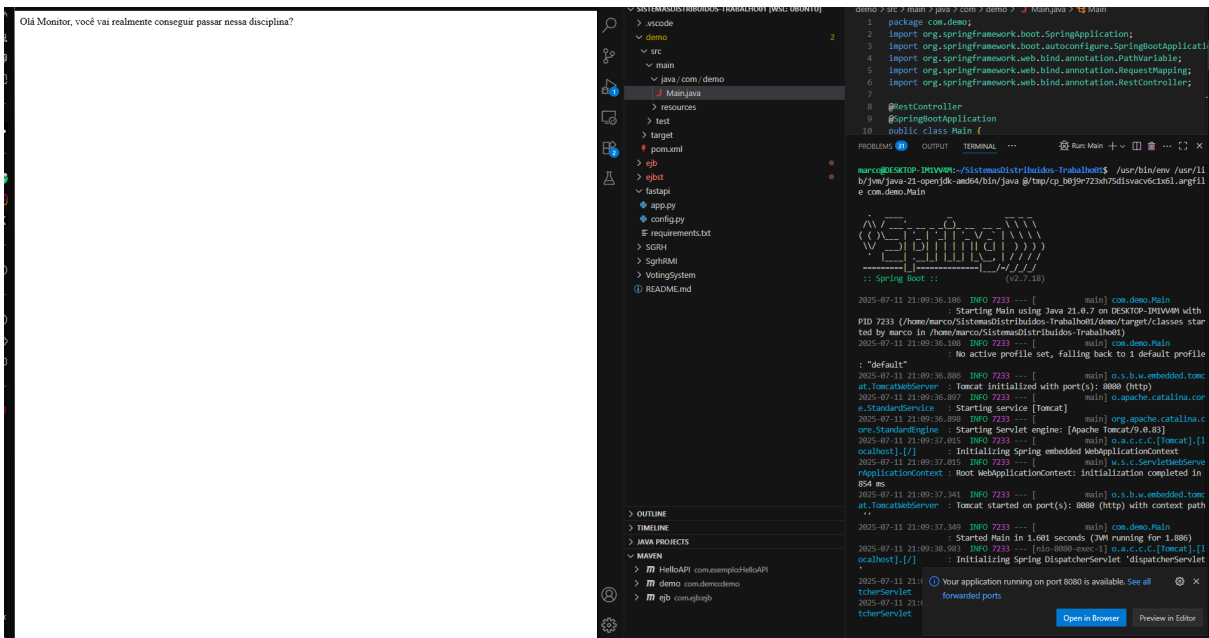 Olá Monitor, você vai realmente conseguir passar nessa disciplina?
SISTEMASDISTRIBUIDOS-TRABALHO01 [WSL: UBUNTU]
> .vscode
demo 2
src
main
java / com / demo
Main.java
> resources
> test
> target
pom.xml
> ejb
> ejbst
fastapi
app.py
config.py
requirements.txt
> SGRH
> SgrhRMI
> VotingSystem
README.md
> OUTLINE
> TIMELINE
> JAVA PROJECTS
MAVEN
> HelloAPI com.exemplo:HelloAPI
> demo com.demo:demo
> ejb com.ejb:ejb
demo > src > main > java > com > demo > Main.java > Main
1 package com.demo;
2 import org.springframework.boot.SpringApplication;
3 import org.springframework.boot.autoconfigure.SpringBootApplicati
4 import org.springframework.web.bind.annotation.PathVariable;
5 import org.springframework.web.bind.annotation.RequestMapping;
6 import org.springframework.web.bind.annotation.RestController;
7
8 @RestController
9 @SpringBootApplication
10 public class Main {
PROBLEMS 31 OUTPUT TERMINAL ··· Run: Main
marco@DESKTOP-IM1VV4M:~/SistemasDistribuidos-Trabalho01$ /usr/bin/env /usr/li
b/jvm/java-21-openjdk-amd64/bin/java @/tmp/cp_b0j9r723xh75disvacv6c1x6l.argfil
e com.demo.Main
:: Spring Boot :: (v2.7.18)
2025-07-11 21:09:36.106 INFO 7233 --- [ main] com.demo.Main
: Starting Main using Java 21.0.7 on DESKTOP-IM1VV4M with
PID 7233 (/home/marco/SistemasDistribuidos-Trabalho01/demo/target/classes star
ted by marco in /home/marco/SistemasDistribuidos-Trabalho01)
2025-07-11 21:09:36.108 INFO 7233 --- [ main] com.demo.Main
: No active profile set, falling back to 1 default profile
: "default"
2025-07-11 21:09:36.886 INFO 7233 --- [ main] o.s.b.w.embedded.tomc
at.TomcatWebServer : Tomcat initialized with port(s): 8080 (http)
2025-07-11 21:09:36.897 INFO 7233 --- [ main] o.apache.catalina.cor
e.StandardService : Starting service [Tomcat]
2025-07-11 21:09:36.898 INFO 7233 --- [ main] org.apache.catalina.c
ore.StandardEngine : Starting Servlet engine: [Apache Tomcat/9.0.83]
2025-07-11 21:09:37.015 INFO 7233 --- [ main] o.a.c.c.C.[Tomcat].[l
ocalhost].[/] : Initializing Spring embedded WebApplicationContext
2025-07-11 21:09:37.015 INFO 7233 --- [ main] w.s.c.ServletWebServe
rApplicationContext : Root WebApplicationContext: initialization completed in
854 ms
2025-07-11 21:09:37.341 INFO 7233 --- [ main] o.s.b.w.embedded.tomc
at.TomcatWebServer : Tomcat started on port(s): 8080 (http) with context path
''
2025-07-11 21:09:37.349 INFO 7233 --- [ main] com.demo.Main
: Started Main in 1.601 seconds (JVM running for 1.886)
2025-07-11 21:09:38.983 INFO 7233 --- [nio-8080-exec-1] o.a.c.c.C.[Tomcat].[l
ocalhost].[/] : Initializing Spring DispatcherServlet 'dispatcherServlet
'
2025-07-11 21:
tcherServlet
2025-07-11 21:
tcherServlet
Your application running on port 8080 is available. See all
forwarded ports
Open in Browser Preview in Editor